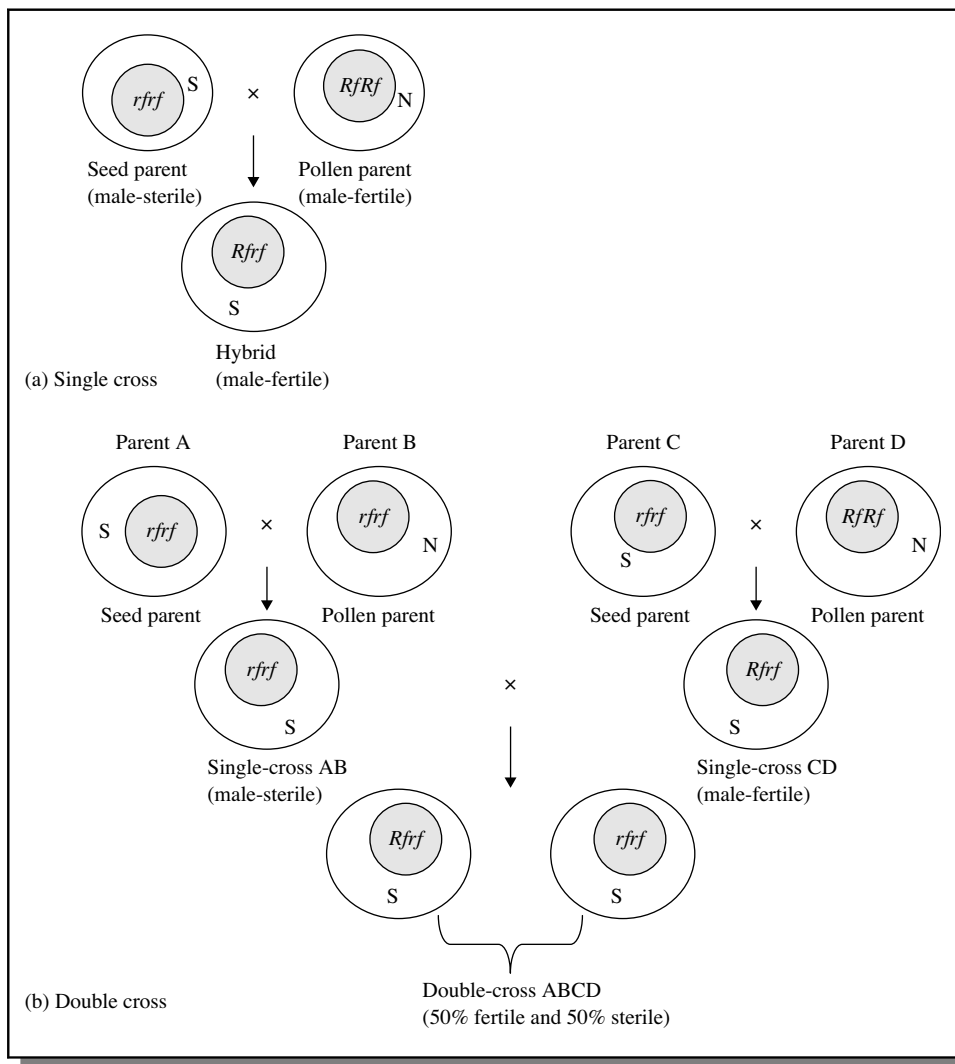 rfrf S × RfRf N
Seed parent
(male-sterile)
Pollen parent
(male-fertile)
Rfrf
S
Hybrid
(male-fertile)
(a) Single cross
Parent A Parent B Parent C Parent D
S rfrf × rfrf N rfrf S × RfRf N
Seed parent Pollen parent Seed parent Pollen parent
rfrf S × Rfrf S
Single-cross AB
(male-sterile)
Single-cross CD
(male-fertile)
Rfrf S rfrf S
Double-cross ABCD
(50% fertile and 50% sterile)
(b) Double cross